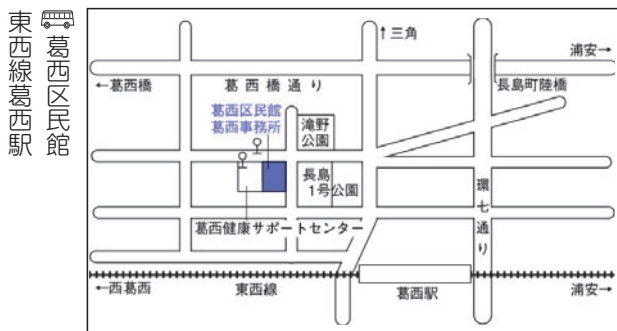 葛西区民館
東西線葛西駅
↑三角
浦安→
←葛西橋
葛西橋通り
長島町陸橋
葛西区民館
葛西事務所
滝野
公園
長島
1号公園
環七通り
葛西健康サポートセンター
←西葛西
東西線
葛西駅
浦安→